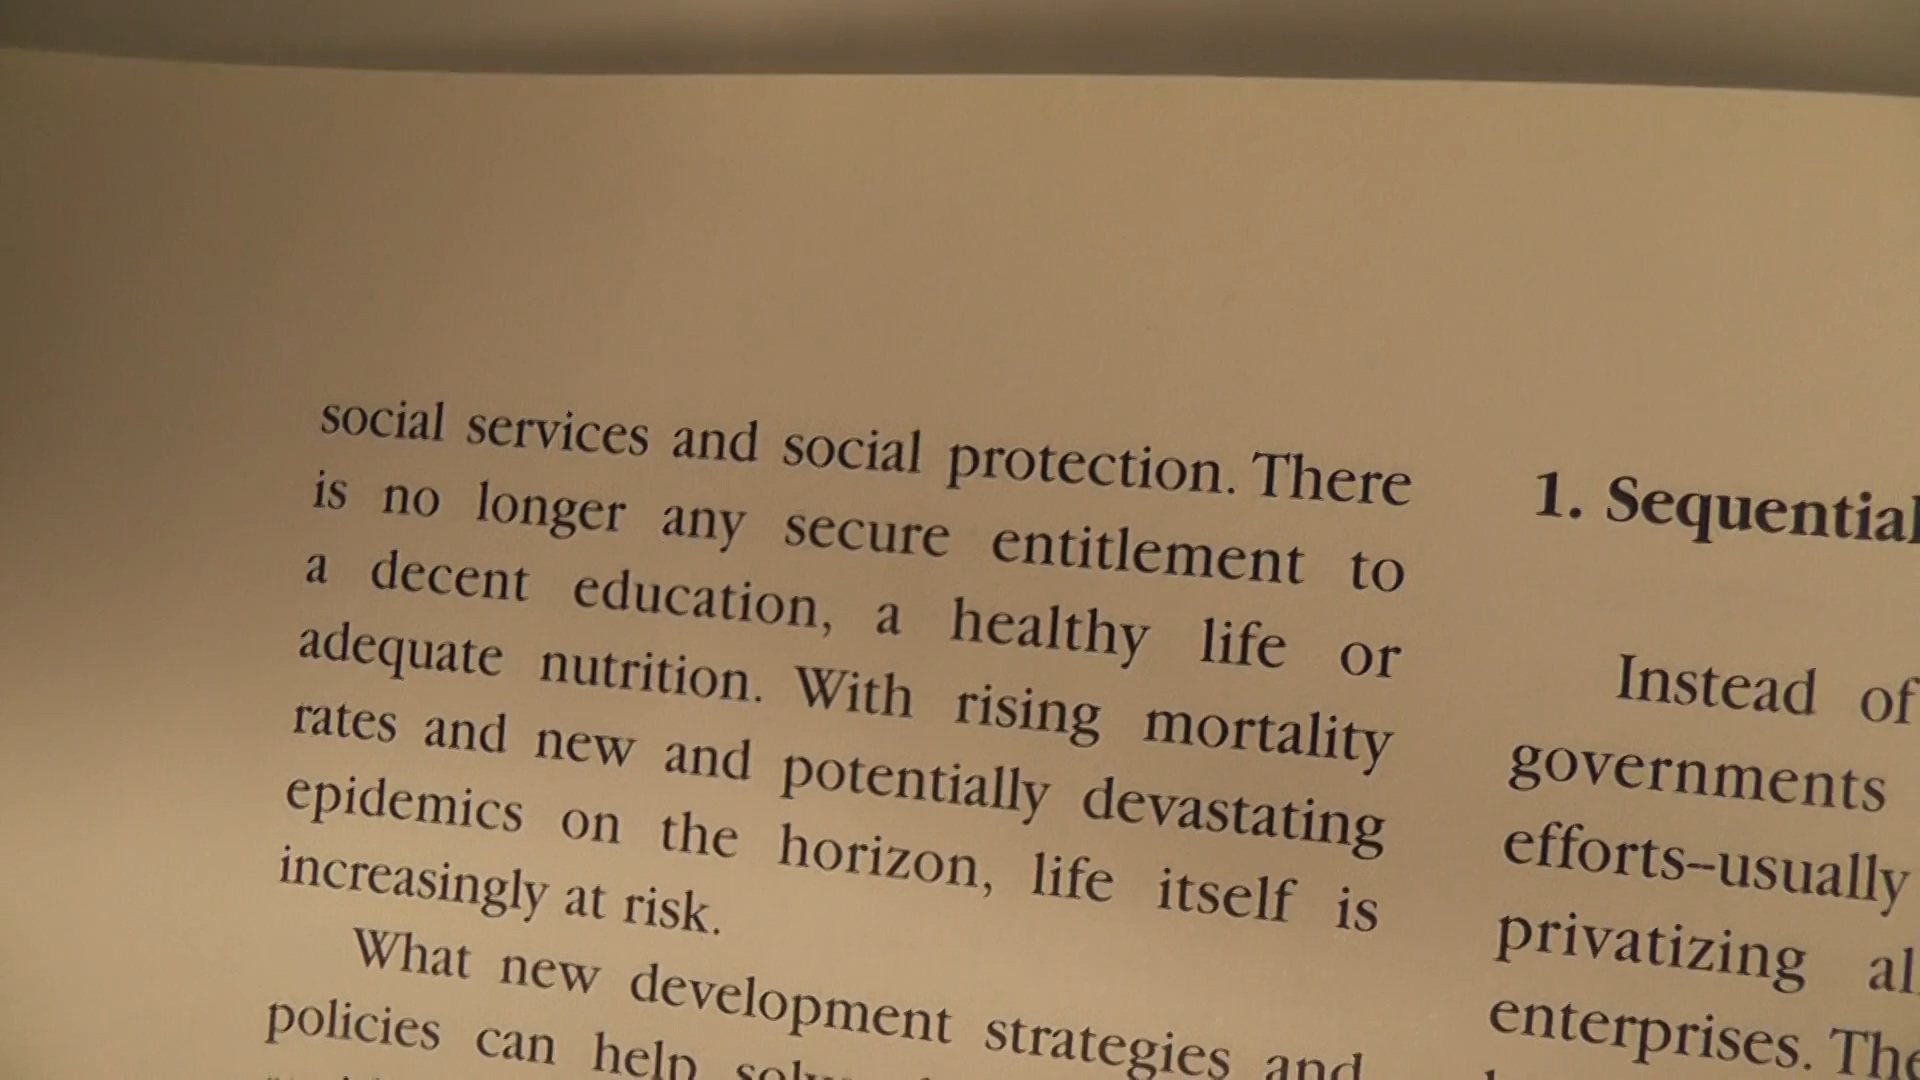 social services and social protection. There
is no longer any secure entitlement to
a decent education, a healthy life or
adequate nutrition. With rising mortality
rates and new and potentially devastating
epidemics on the horizon, life itself is
increasingly at risk.
What new development strategies and
policies can help
1. Sequential
Instead of
governments
efforts–usually
privatizing
enterprises. The